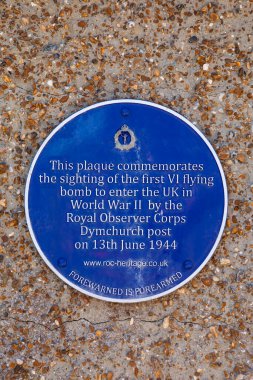 This plaque commemorates
the sighting of the first VI flying
bomb to enter the UK in
World War II by the
Royal Observer Corps
Dymchurch post
on 13th June 1944
www.roc-heritage.co.uk
FOREWARNED IS FOREARMED